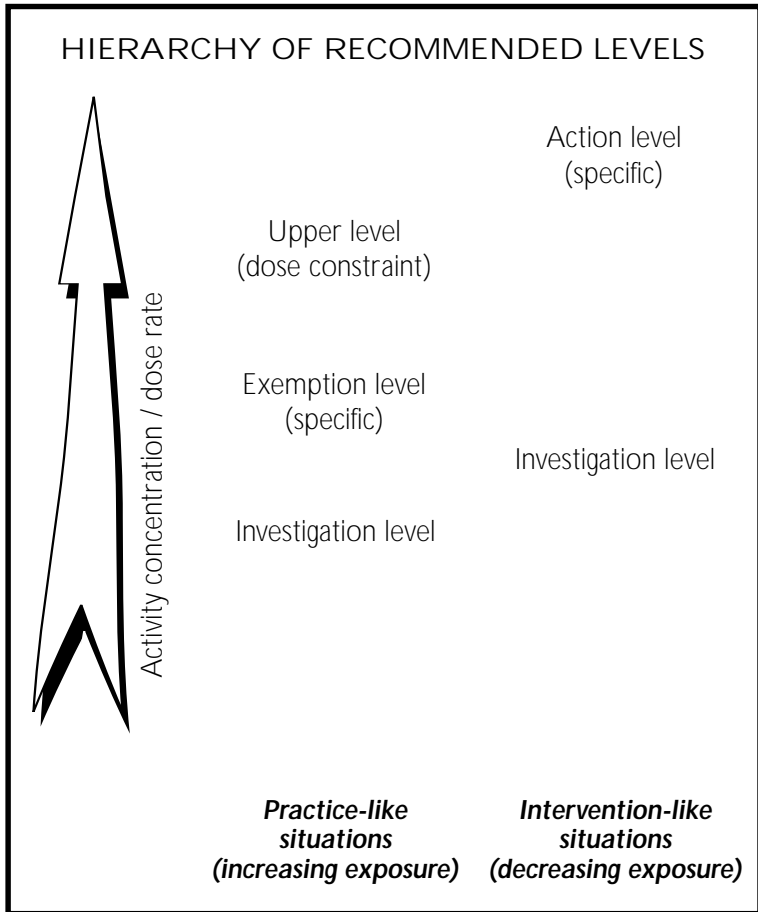 HIERARCHY OF RECOMMENDED LEVELS
Activity concentration / dose rate
Upper level
(dose constraint)
Exemption level
(specific)
Investigation level
Practice-like
situations
(increasing exposure)
Action level
(specific)
Investigation level
Intervention-like
situations
(decreasing exposure)